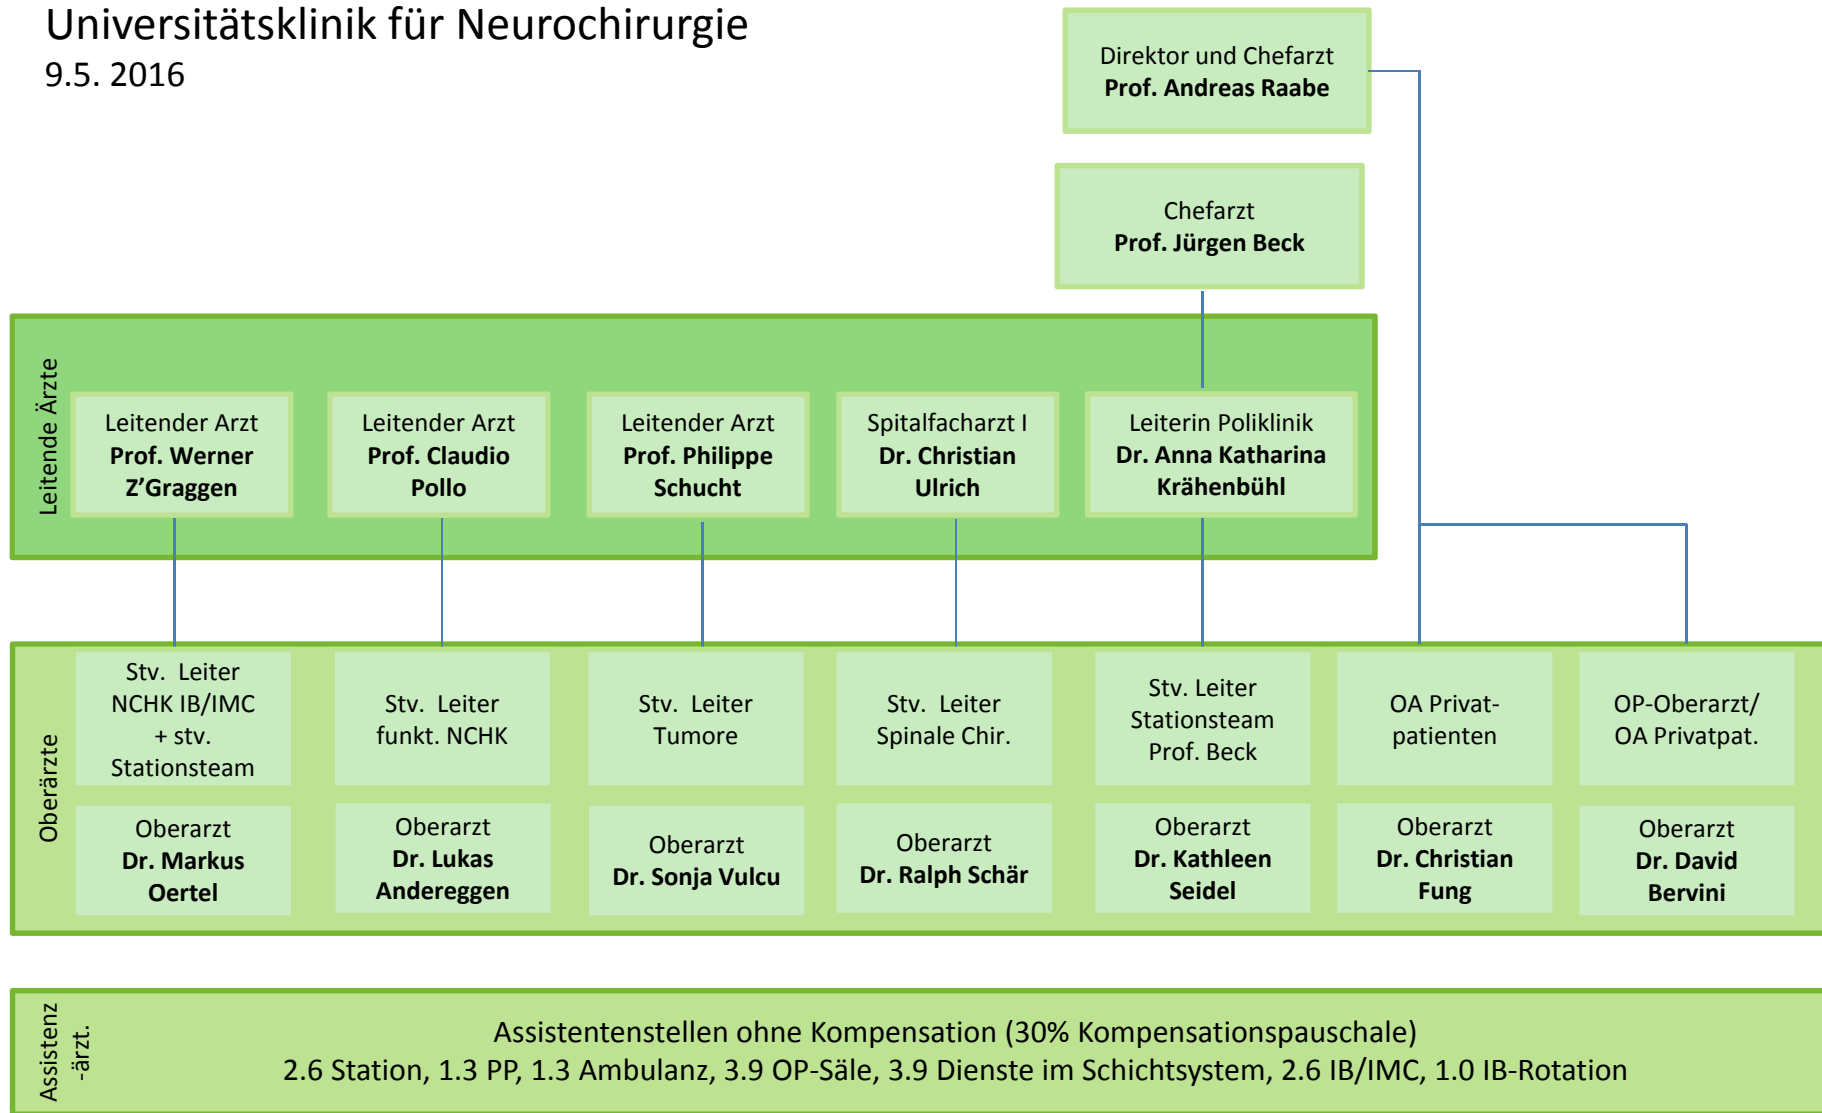 Universitätsklinik für Neurochirurgie
9.5. 2016
Direktor und Chefarzt
Prof. Andreas Raabe
Chefarzt
Prof. Jürgen Beck
Leitende Ärzte
Leitender Arzt
Prof. Werner
Z’Graggen
Leitender Arzt
Prof. Claudio
Pollo
Leitender Arzt
Prof. Philippe
Schucht
Spitalfacharzt I
Dr. Christian
Ulrich
Leiterin Poliklinik
Dr. Anna Katharina
Krähenbühl
Oberärzte
Stv. Leiter
NCHK IB/IMC
+ stv.
Stationsteam
Stv. Leiter
funkt. NCHK
Stv. Leiter
Tumore
Stv. Leiter
Spinale Chir.
Stv. Leiter
Stationsteam
Prof. Beck
OA Privat-
patienten
OP-Oberarzt/
OA Privatpat.
Oberarzt
Dr. Markus
Oertel
Oberarzt
Dr. Lukas
Andereggen
Oberarzt
Dr. Sonja Vulcu
Oberarzt
Dr. Ralph Schär
Oberarzt
Dr. Kathleen
Seidel
Oberarzt
Dr. Christian
Fung
Oberarzt
Dr. David
Bervini
Assistenz
-ärzt.
Assistentenstellen ohne Kompensation (30% Kompensationspauschale)
2.6 Station, 1.3 PP, 1.3 Ambulanz, 3.9 OP-Säle, 3.9 Dienste im Schichtsystem, 2.6 IB/IMC, 1.0 IB-Rotation